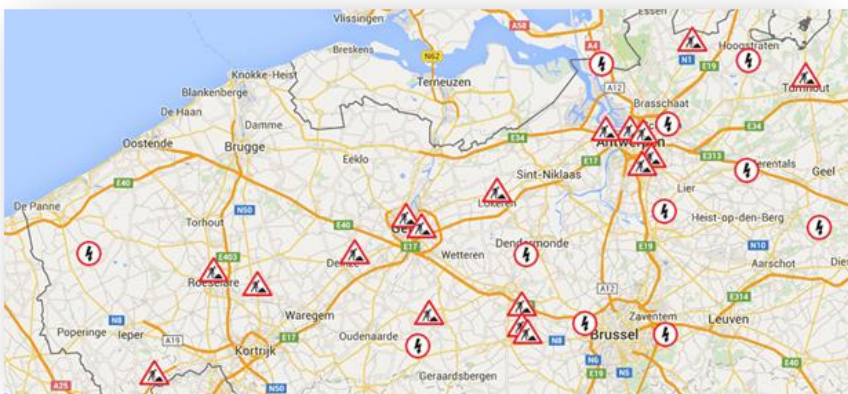 Vlissingen
A58
A4
Essen
N1
Hoogstraten
Breskens
N62
E19
Knokke-Heist
Terneuzen
A12
Turnhout
Blankenberge
Brasschaat
De Haan
Damme
E34
E34
Oostende
Brugge
Antwerpen
Eeklo
E17
E313
Sint-Niklaas
Geel
E40
Lier
De Panne
N50
Lokeren
Heist-op-den-Berg
Torhout
E40
E17
Dendermonde
E19
N10
E403
Wetteren
Aarschot
Deinze
Roeselare
A12
E314
Waregem
Zaventem
Leuven
Poperinge
N8
Ieper
A19
E17
Oudenaarde
N8
Brussel
Kortrijk
N6
E40
Geraardsbergen
E19
N5
A25
N50